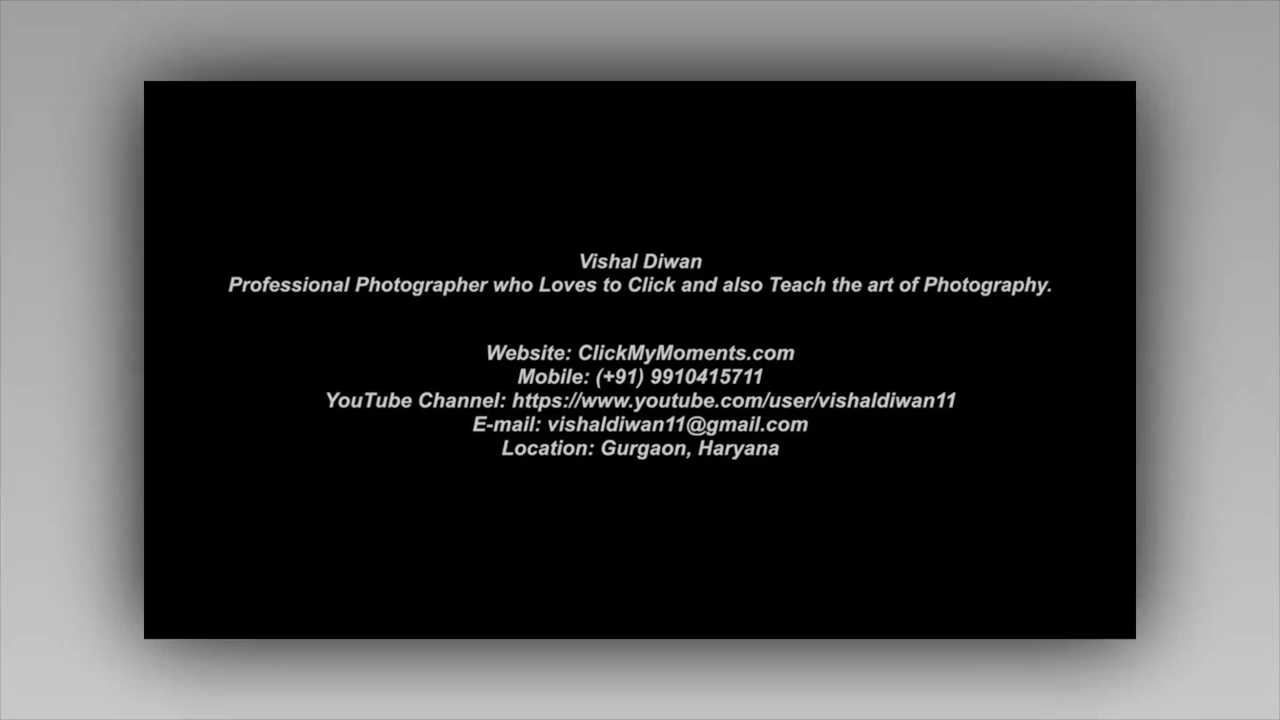 Vishal Diwan
Professional Photographer who Loves to Click and also Teach the art of Photography.
Website: ClickMyMoments.com
Mobile: (+91) 9910415711
YouTube Channel: https://www.youtube.com/user/vishaldiwan11
E-mail: vishaldiwan11@gmail.com
Location: Gurgaon, Haryana